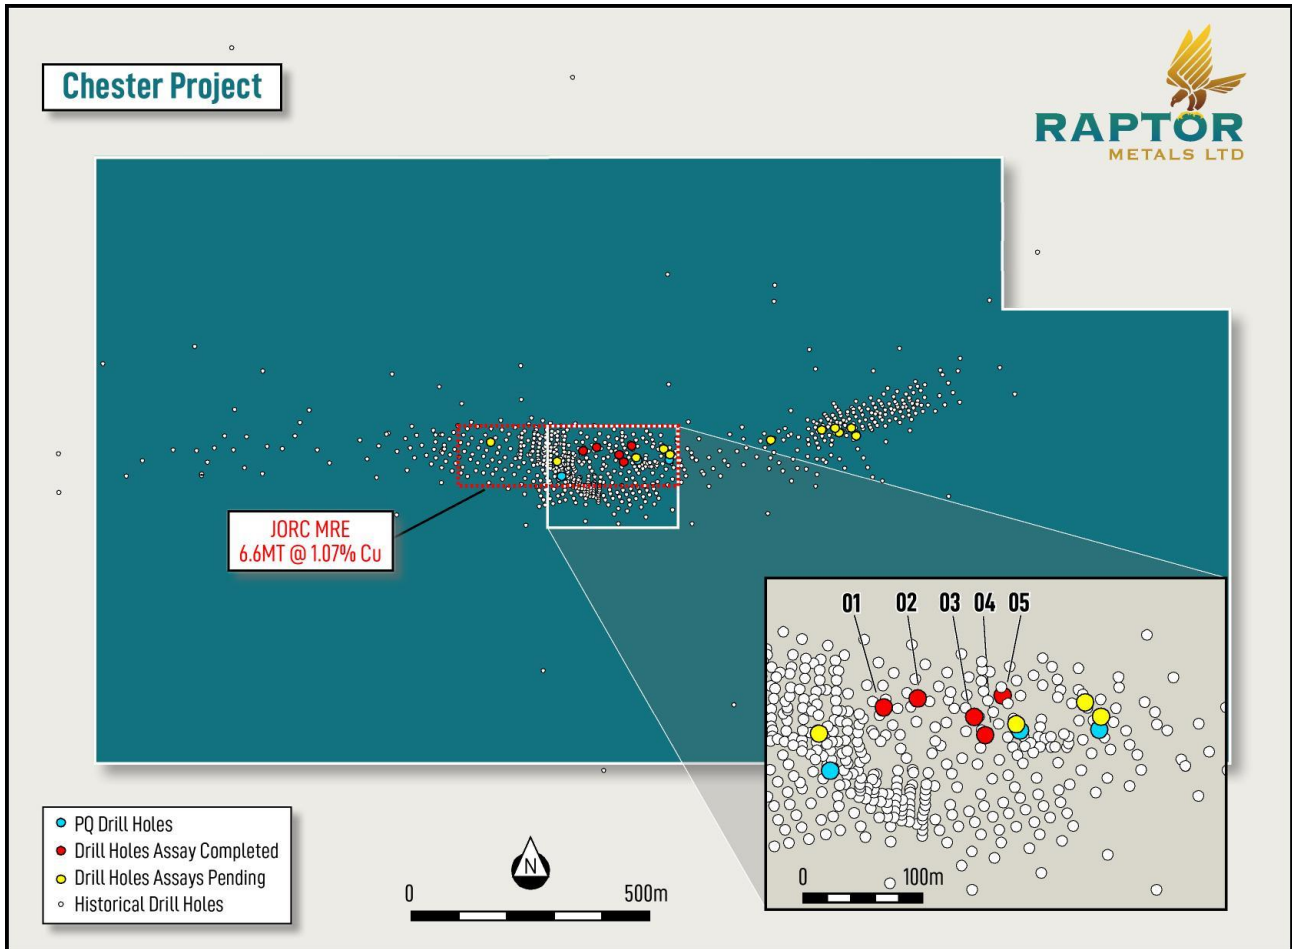 Chester Project
RAPTOR
METALS LTD
JORC MRE
6.6MT @ 1.07% Cu
01 02 03 04 05
0 100m
PQ Drill Holes
Drill Holes Assay Completed
Drill Holes Assays Pending
Historical Drill Holes
N
0 500m